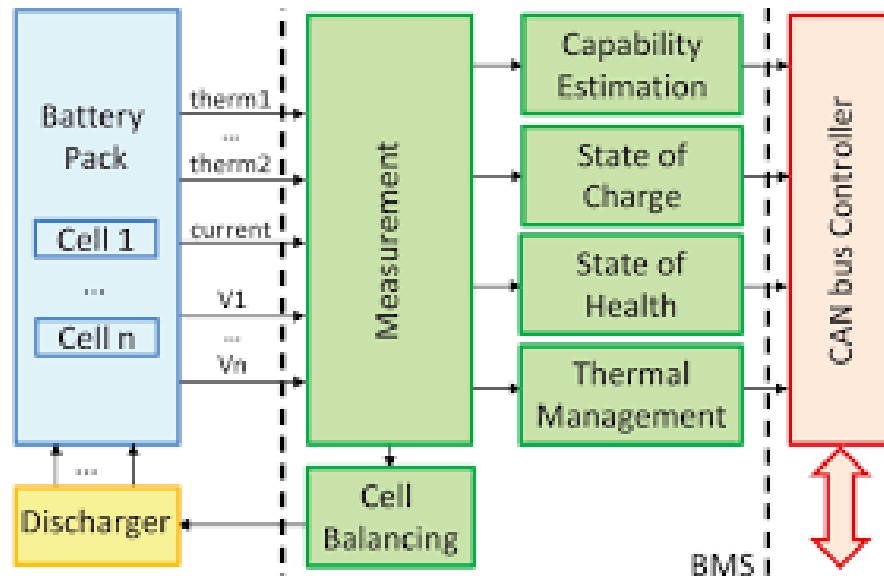 Battery
Pack
Cell 1
...
Cell n
therm1
...
therm2
current
V1
...
Vn
Measurement
Capability
Estimation
State of
Charge
State of
Health
Thermal
Management
CAN bus Controller
...
Discharger
Cell
Balancing
BMS